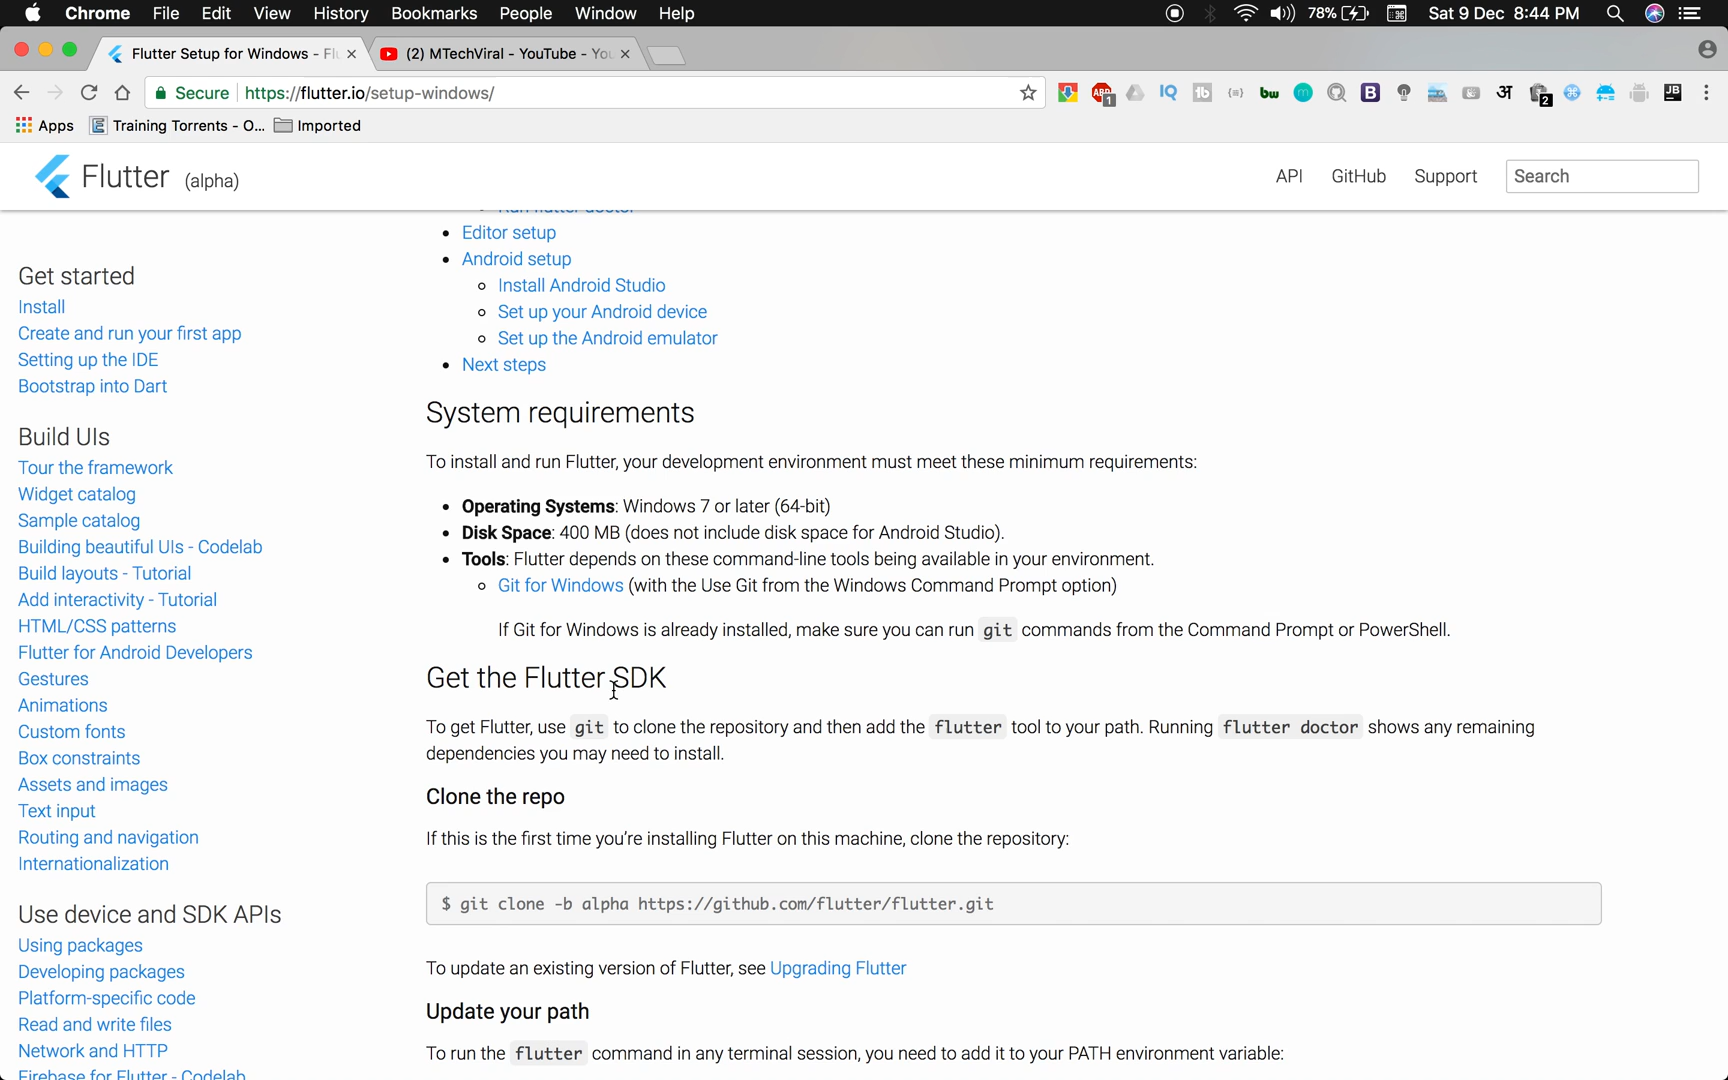 Chrome File Edit View History Bookmarks People Window Help 78% Sat 9 Dec 8:44 PM
Flutter Setup for Windows - Flu (2) MTechViral - YouTube - You
Secure https://flutter.io/setup-windows/ ABP 1 IQ 1b bw m B अ 2 JB
Apps Training Torrents - O... Imported
Flutter (alpha) API GitHub Support Search
Get started
Install
Create and run your first app
Setting up the IDE
Bootstrap into Dart
Build UIs
Tour the framework
Widget catalog
Sample catalog
Building beautiful UIs - Codelab
Build layouts - Tutorial
Add interactivity - Tutorial
HTML/CSS patterns
Flutter for Android Developers
Gestures
Animations
Custom fonts
Box constraints
Assets and images
Text input
Routing and navigation
Internationalization
Use device and SDK APIs
Using packages
Developing packages
Platform-specific code
Read and write files
Network and HTTP
Firebase for Flutter - Codelab
Run flutter doctor
Editor setup
Android setup
Install Android Studio
Set up your Android device
Set up the Android emulator
Next steps
System requirements
To install and run Flutter, your development environment must meet these minimum requirements:
Operating Systems: Windows 7 or later (64-bit)
Disk Space: 400 MB (does not include disk space for Android Studio).
Tools: Flutter depends on these command-line tools being available in your environment.
Git for Windows (with the Use Git from the Windows Command Prompt option)
If Git for Windows is already installed, make sure you can run git commands from the Command Prompt or PowerShell.
Get the Flutter SDK
To get Flutter, use git to clone the repository and then add the flutter tool to your path. Running flutter doctor shows any remaining
dependencies you may need to install.
Clone the repo
If this is the first time you're installing Flutter on this machine, clone the repository:
$ git clone -b alpha https://github.com/flutter/flutter.git
To update an existing version of Flutter, see Upgrading Flutter
Update your path
To run the flutter command in any terminal session, you need to add it to your PATH environment variable: